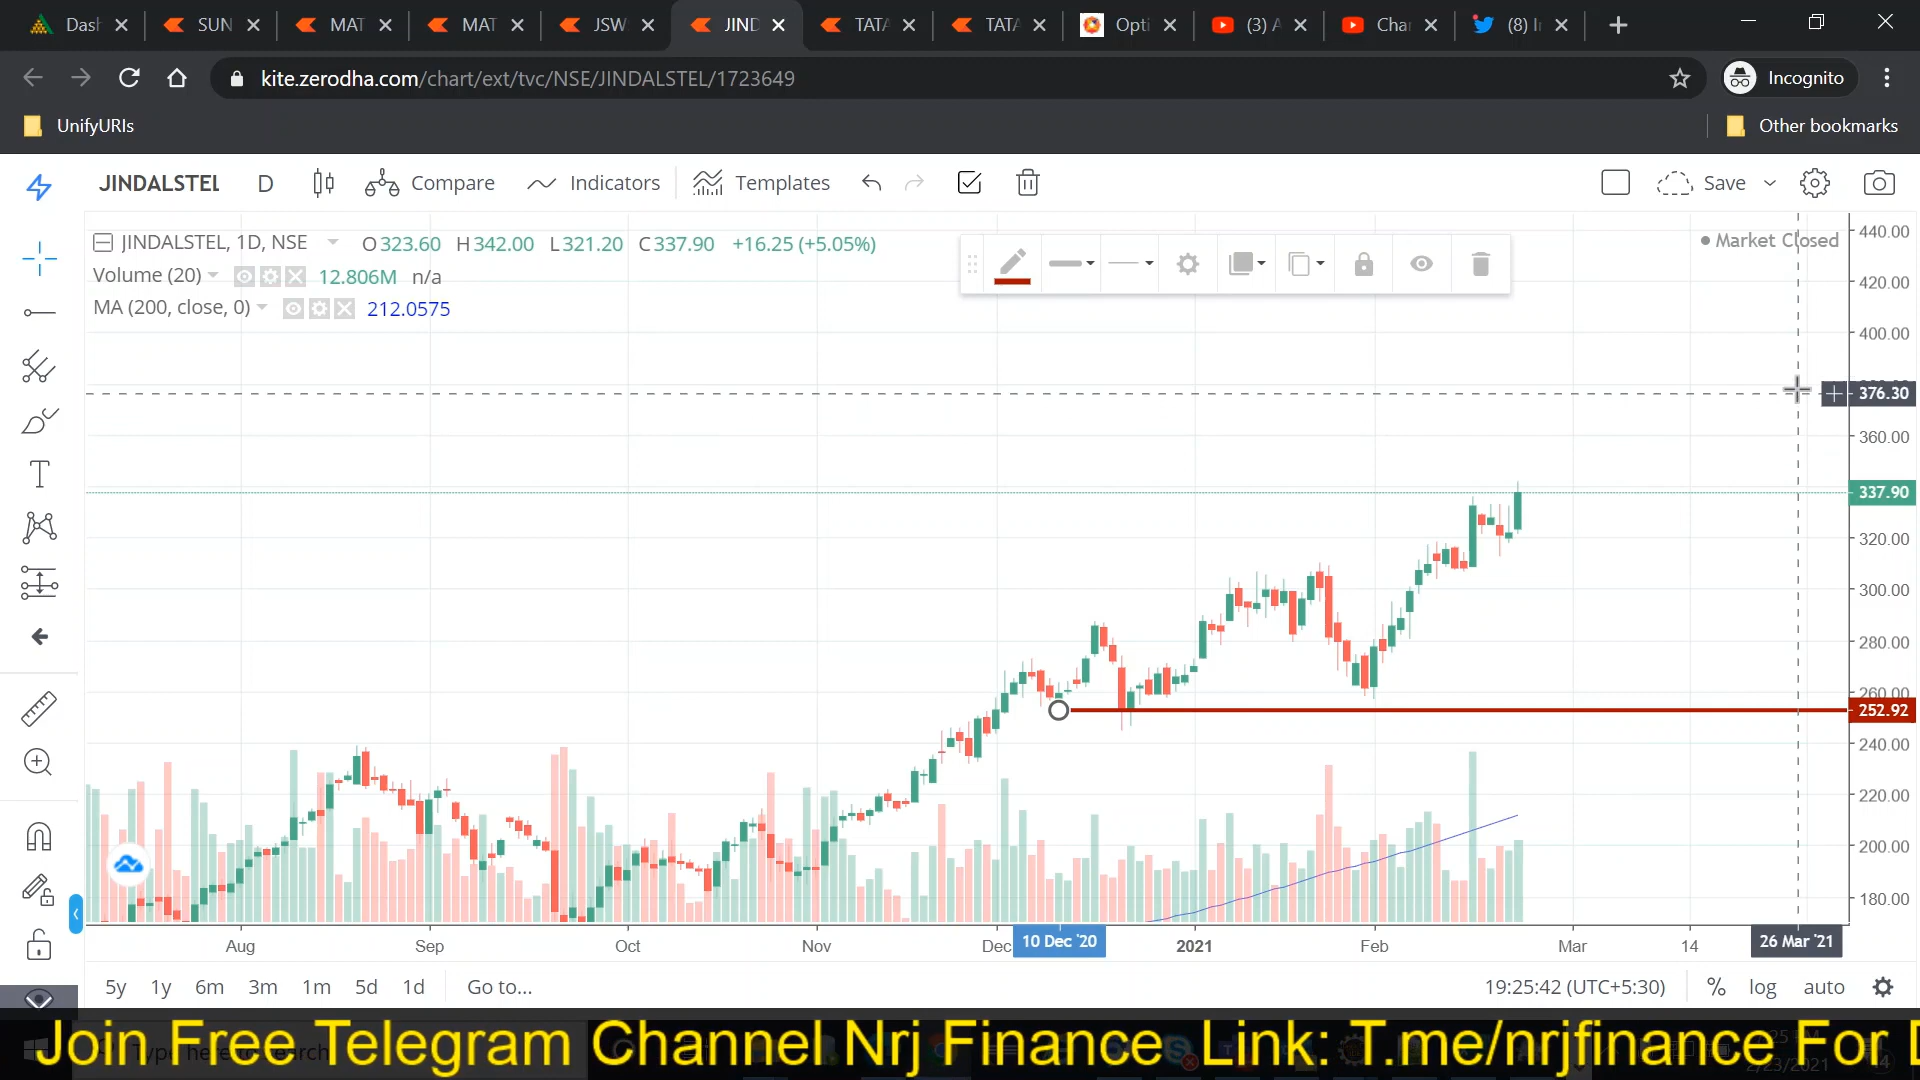 Dash
SUN
MAT
MAT
JSW
JIND
TATA
TATA
Opti
(3) A
Cha
(8) I
kite.zerodha.com/chart/ext/tvc/NSE/JINDALSTEL/1723649
Incognito
UnifyURIs
Other bookmarks
JINDALSTEL D Compare Indicators Templates Save
JINDALSTEL, 1D, NSE O323.60 H342.00 L321.20 C337.90 +16.25 (+5.05%)
Market Closed
Volume (20) 12.806M n/a
MA (200, close, 0) 212.0575
440.00
420.00
400.00
376.30
360.00
337.90
320.00
300.00
280.00
260.00
252.92
240.00
220.00
200.00
180.00
Aug Sep Oct Nov Dec 10 Dec '20 2021 Feb Mar 14 26 Mar '21
5y 1y 6m 3m 1m 5d 1d Go to... 19:25:42 (UTC+5:30) % log auto
Join Free Telegram Channel Nrj Finance Link: T.me/nrjfinance For D
2/23/2021